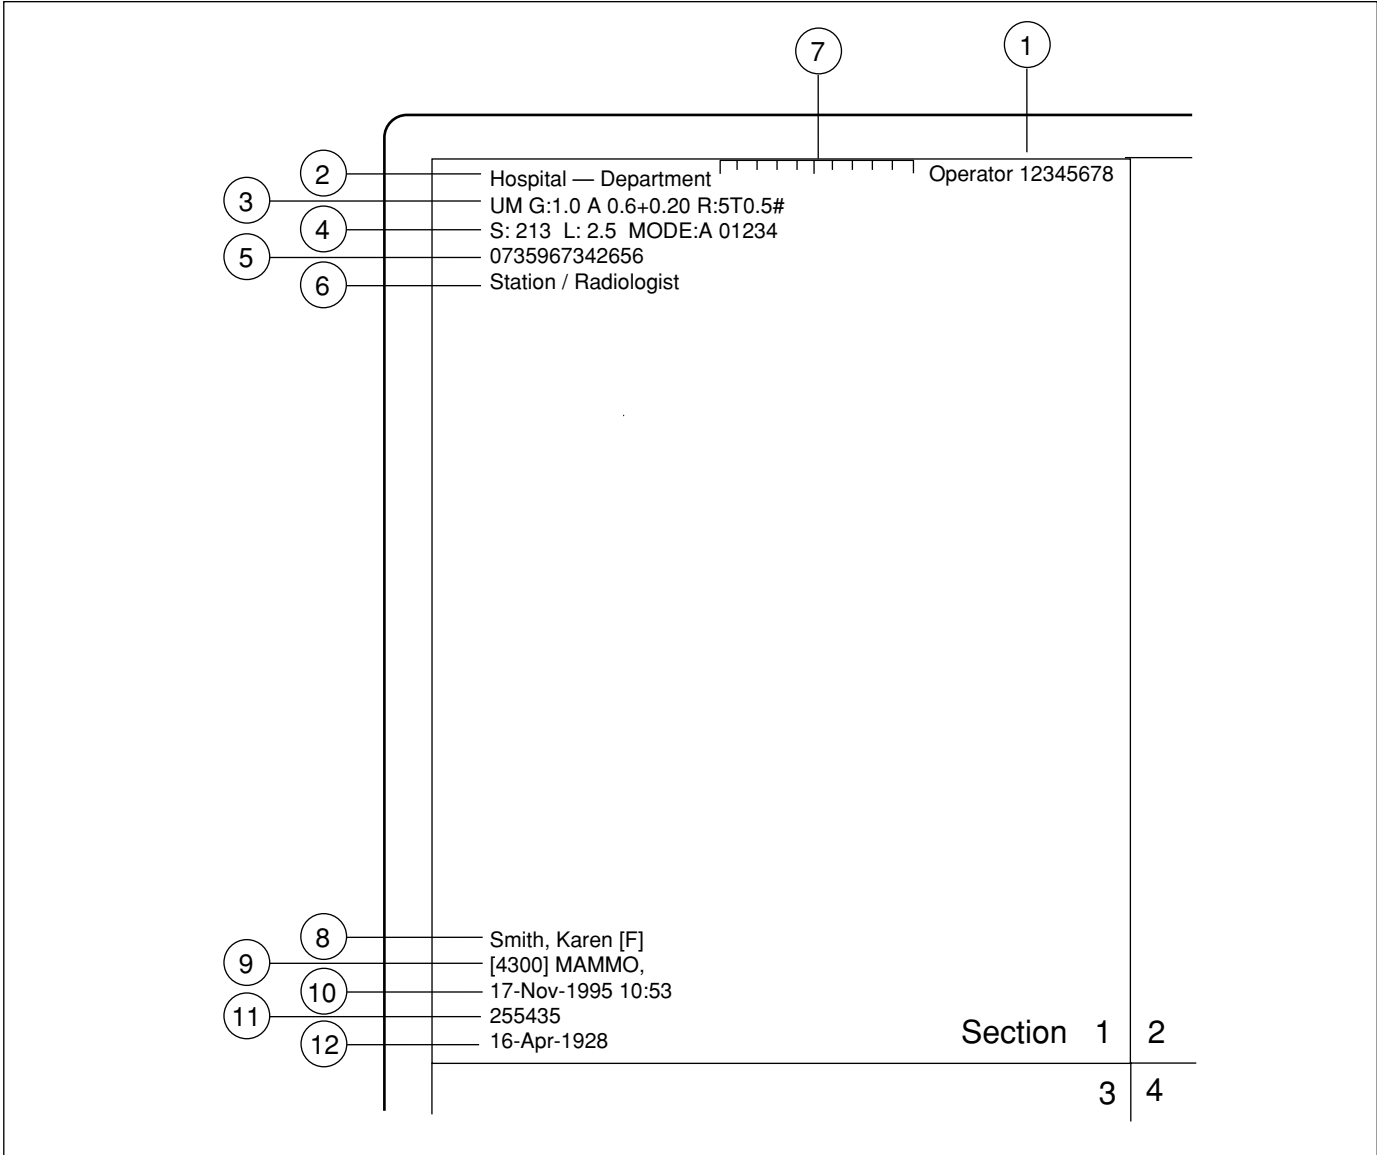 7
1
2
Hospital — Department
Operator 12345678
3
UM G:1.0 A 0.6+0.20 R:5T0.5#
4
S: 213 L: 2.5 MODE:A 01234
5
0735967342656
6
Station / Radiologist
8
Smith, Karen [F]
9
[4300] MAMMO,
10
17-Nov-1995 10:53
11
255435
12
16-Apr-1928
Section 1 2
3 4